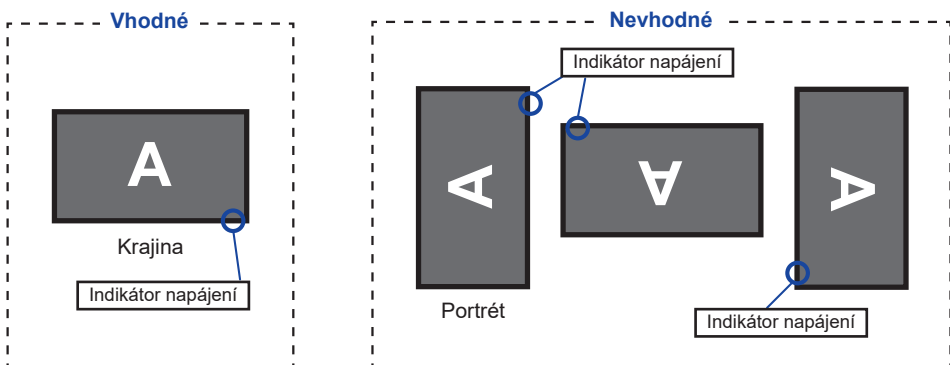 Vhodné
A
Krajina
Indikátor napájení
Nevhodné
Indikátor napájení
A
A
A
Portrét
Indikátor napájení